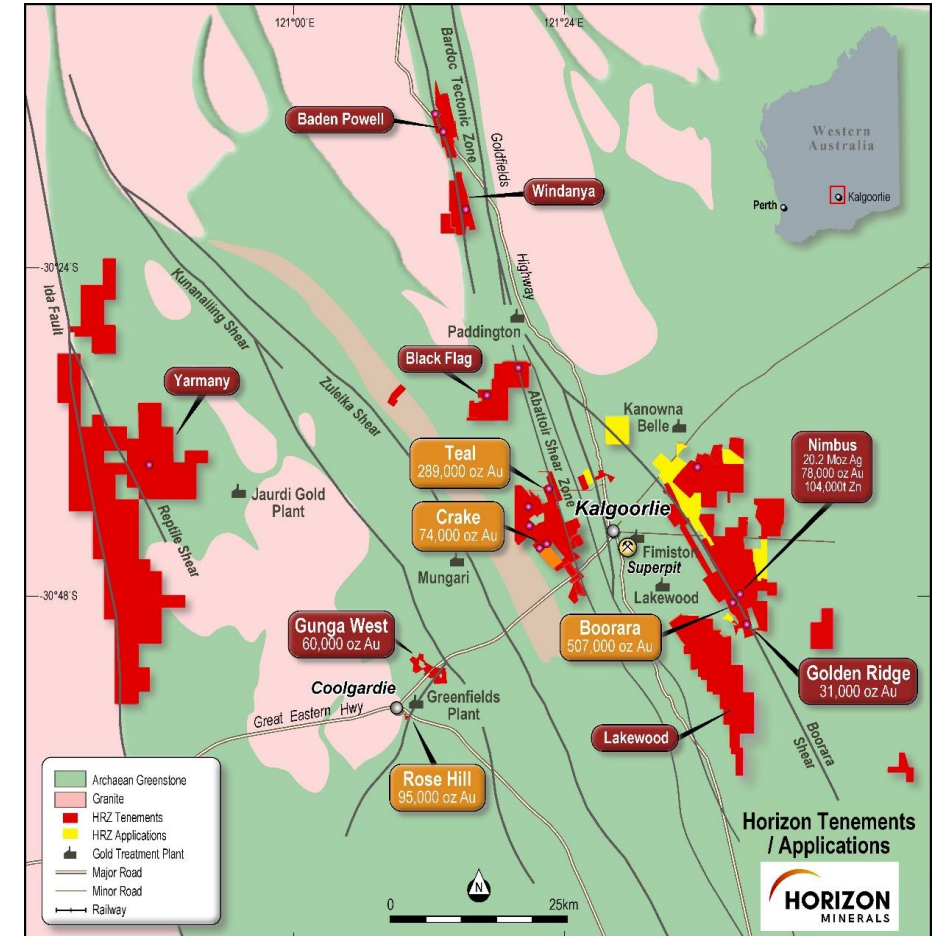 121°00´E
121°24´E
Bardoc Tectonic Zone
Baden Powell
Goldfields
Windanya
Highway
Western
Australia
Perth
Kalgoorlie
-30°24´S
Ida Fault
Kunanalling Shear
Paddington
Black Flag
Yarmany
Zuleika Shear
Abattoir Shear Zone
Kanowna
Belle
Teal
289,000 oz Au
Nimbus
20.2 Moz Ag
78,000 oz Au
104,000t Zn
Jaurdi Gold
Plant
Reptile Shear
Crake
74,000 oz Au
Kalgoorlie
Fimiston
Superpit
Mungari
Lakewood
-30°48´S
Gunga West
60,000 oz Au
Boorara
507,000 oz Au
Golden Ridge
31,000 oz Au
Coolgardie
Greenfields
Plant
Great Eastern Hwy
Lakewood
Boorara
Shear
Rose Hill
95,000 oz Au
Archaean Greenstone
Granite
HRZ Tenements
HRZ Applications
Gold Treatment Plant
Major Road
Minor Road
Railway
N
0
25km
Horizon Tenements
/ Applications
HORIZON
MINERALS